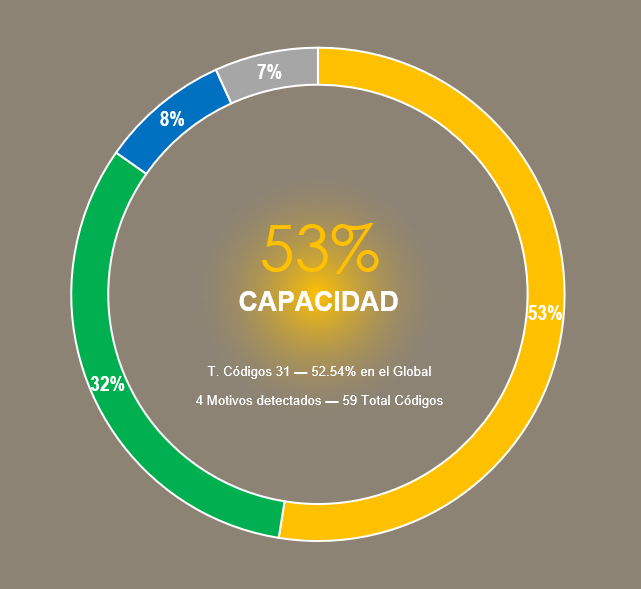 7%
8%
53%
CAPACIDAD
53%
T. Códigos 31 — 52.54% en el Global
32%
4 Motivos detectados — 59 Total Códigos